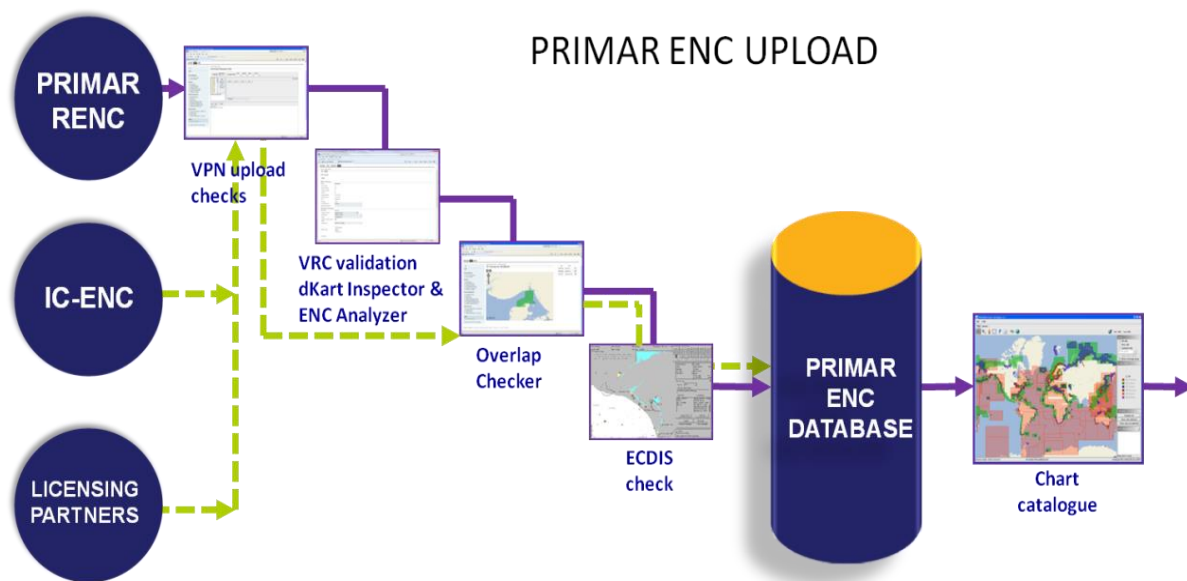 PRIMAR ENC UPLOAD
PRIMAR
RENC
VPN upload
checks
IC-ENC
VRC validation
dKart Inspector &
ENC Analyzer
Overlap
Checker
LICENSING
PARTNERS
ECDIS
check
PRIMAR
ENC
DATABASE
Chart
catalogue